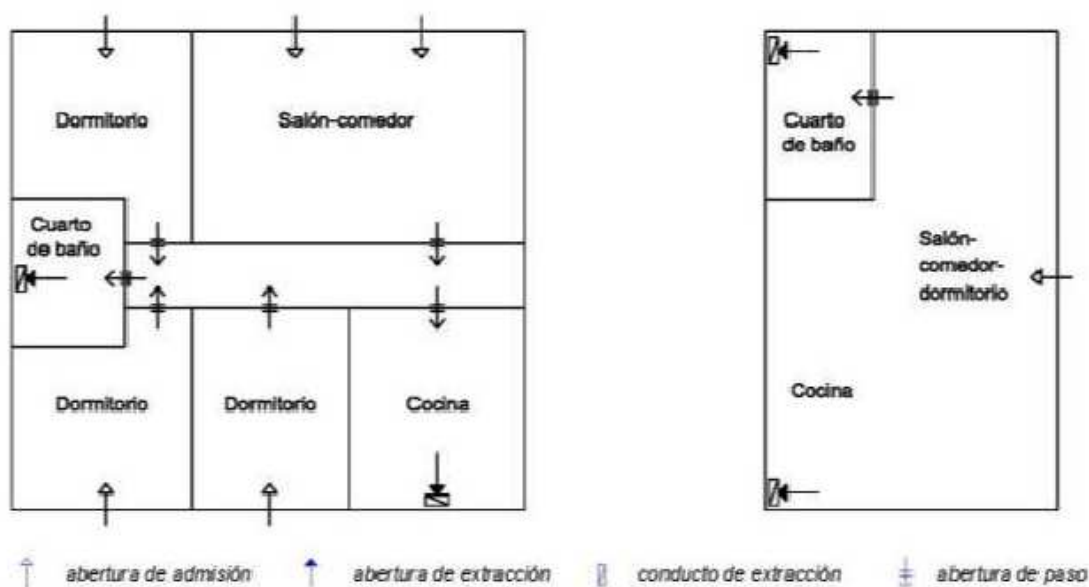 Dormitorio
Salón-comedor
Cuarto
de baño
Dormitorio
Dormitorio
Cocina
Cuarto
de baño
Salón-
comedor-
dormitorio
Cocina
abertura de admisión
abertura de extracción
conducto de extracción
abertura de paso